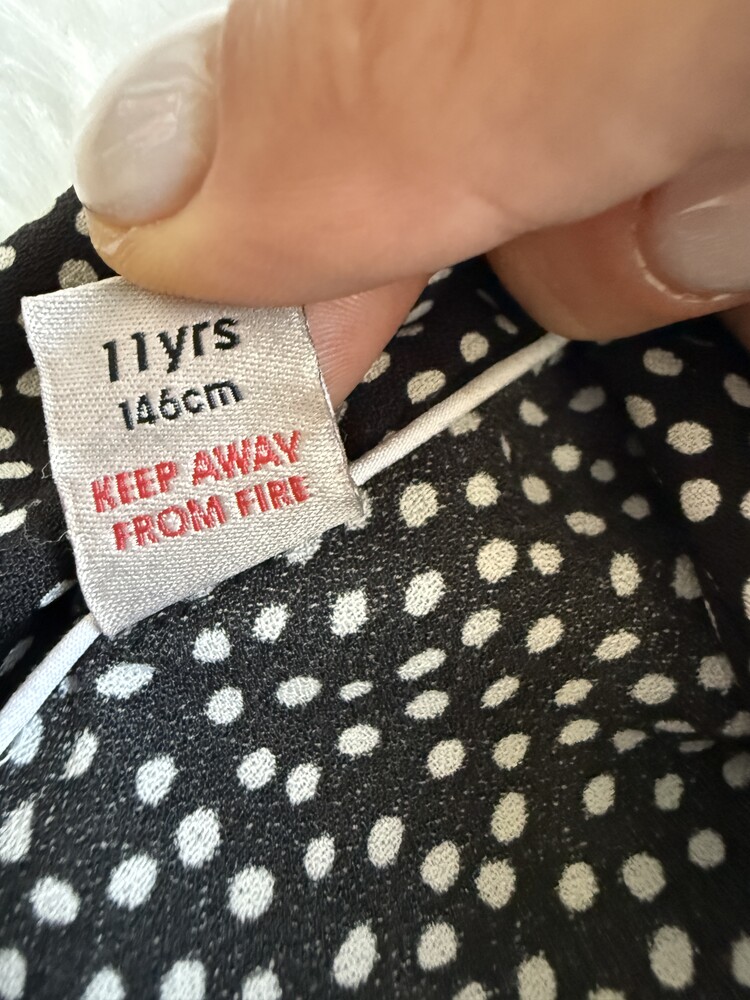 11yrs
146cm
KEEP AWAY
FROM FIRE